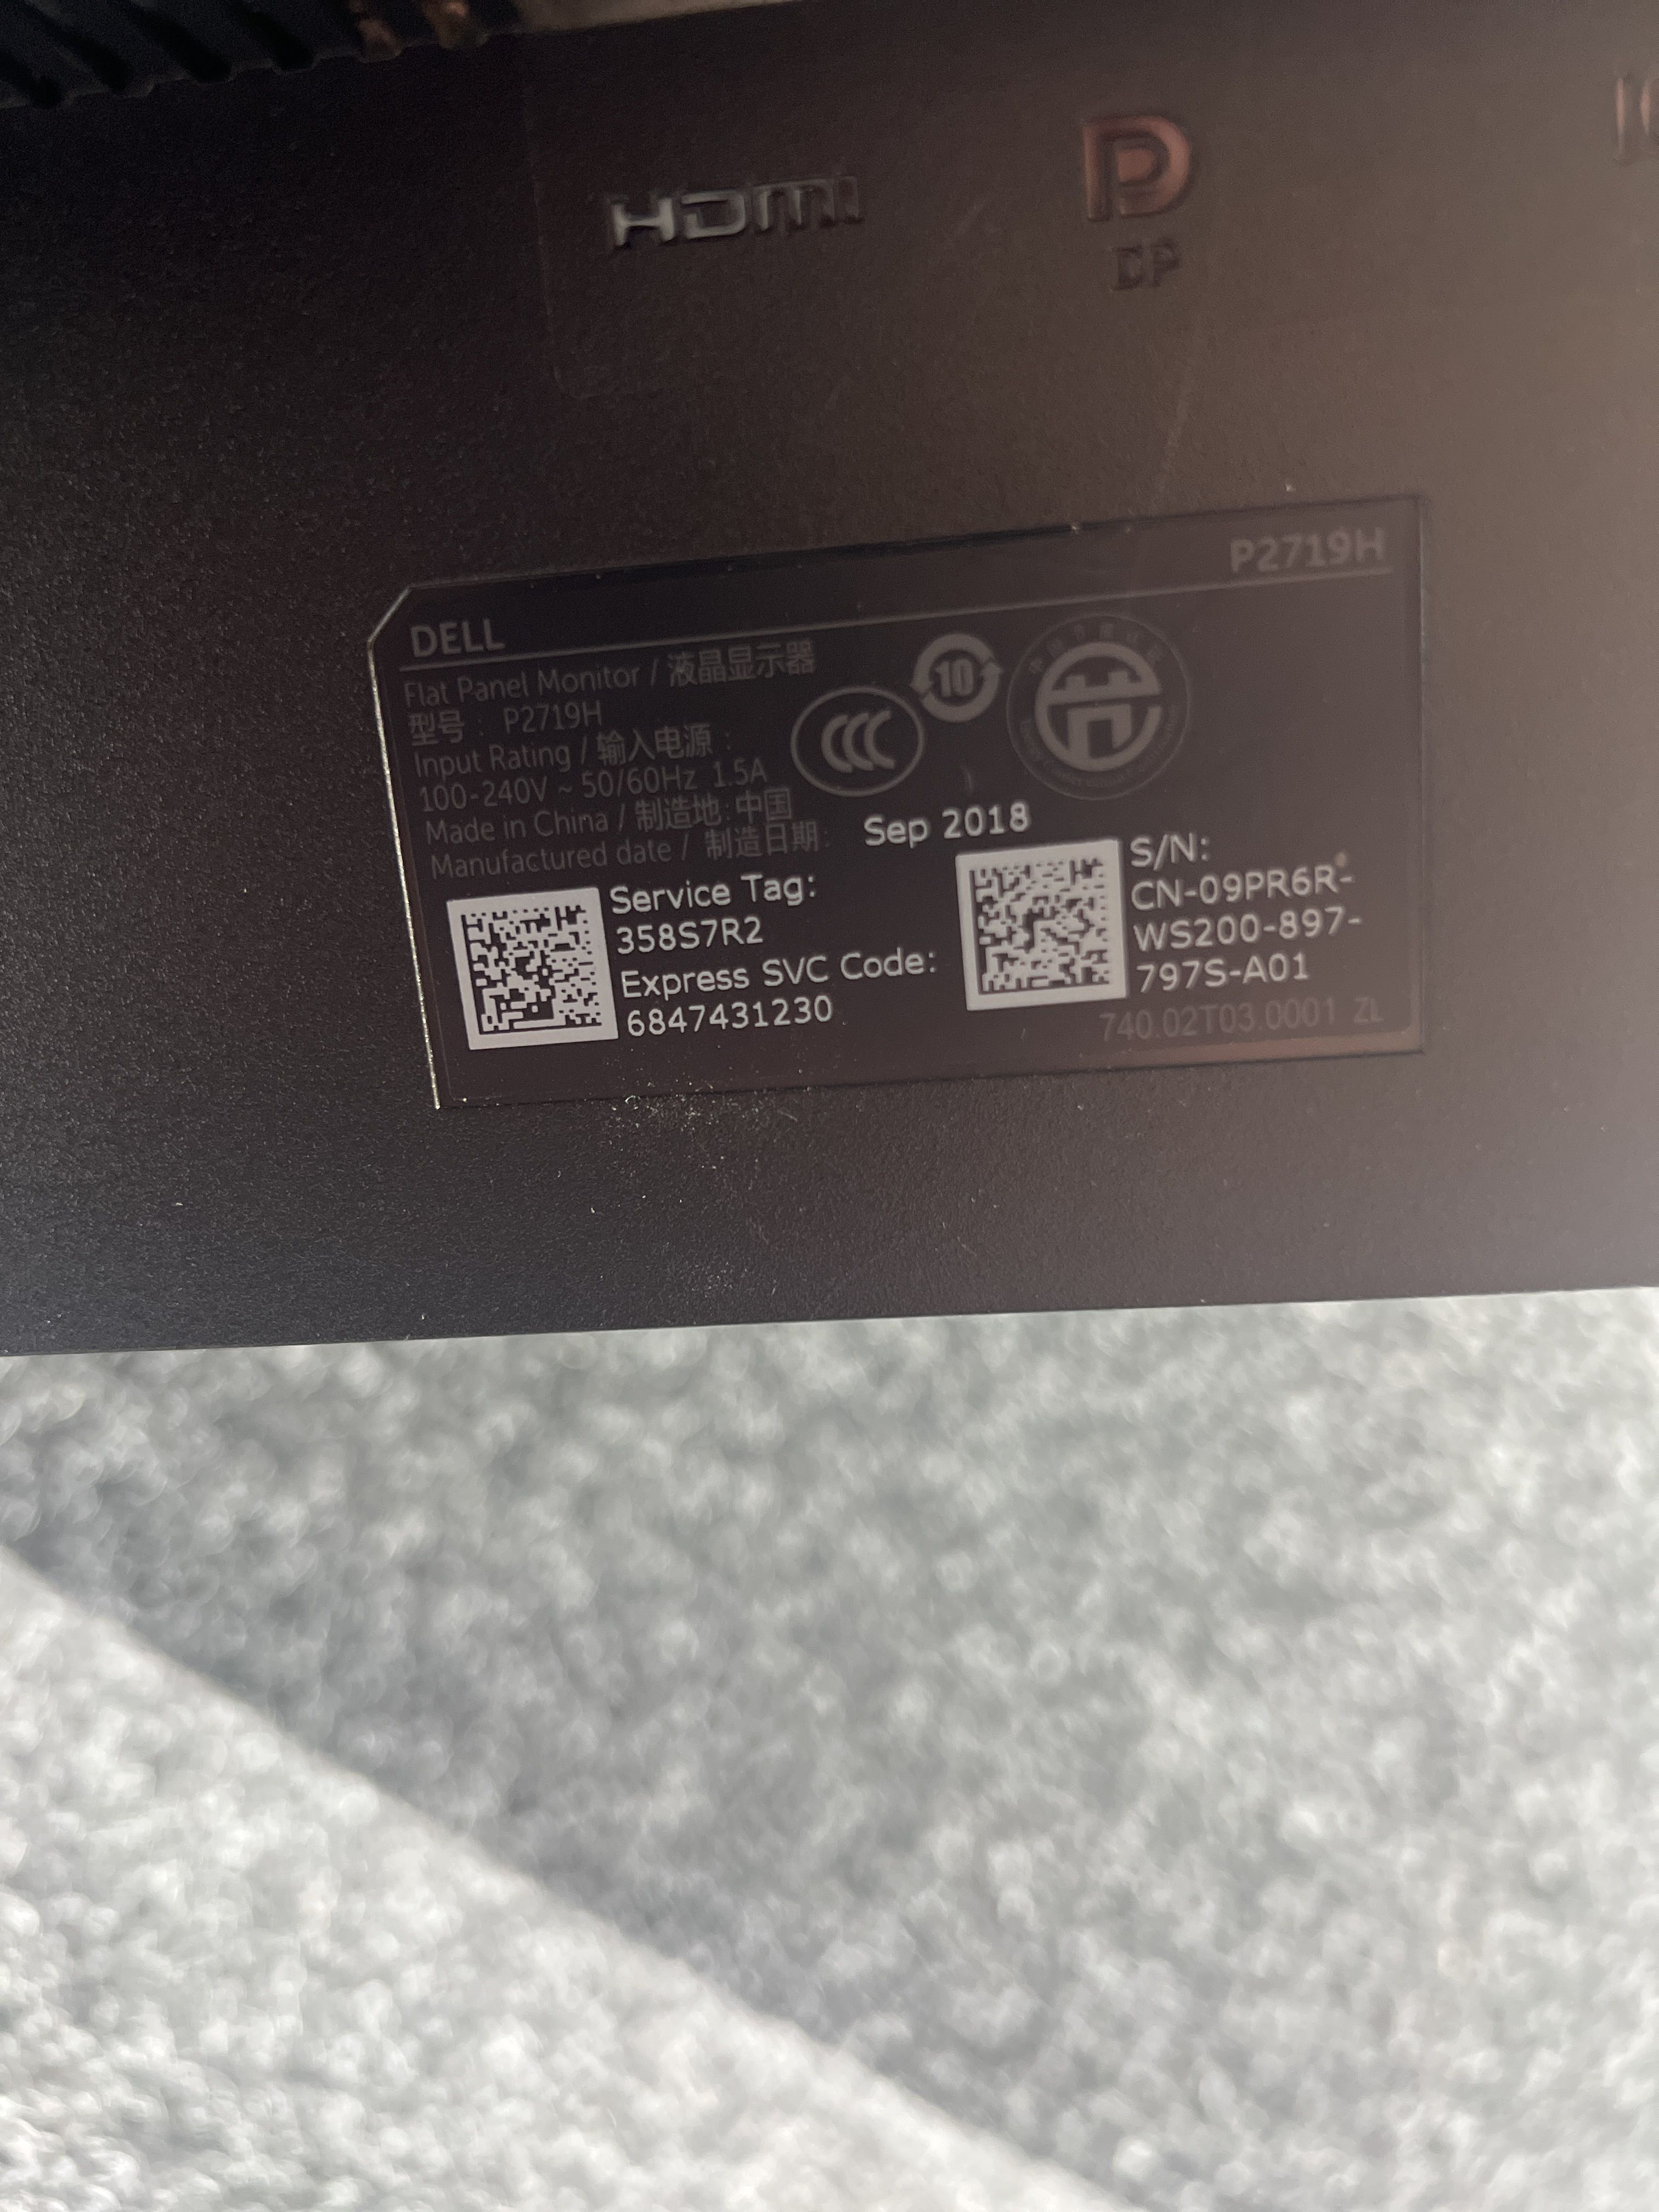 HDMI
DP
P2719H
DELL
Flat Panel Monitor / 液晶显示器
型号 : P2719H
Input Rating / 输入电源 :
100-240V ~ 50/60Hz 1.5A
Made in China / 制造地: 中国
Manufactured date / 制造日期: Sep 2018
10
CCC
Service Tag:
358S7R2
Express SVC Code:
6847431230
S/N:
CN-09PR6R-
WS200-897-
797S-A01
740.02T03.0001 ZL